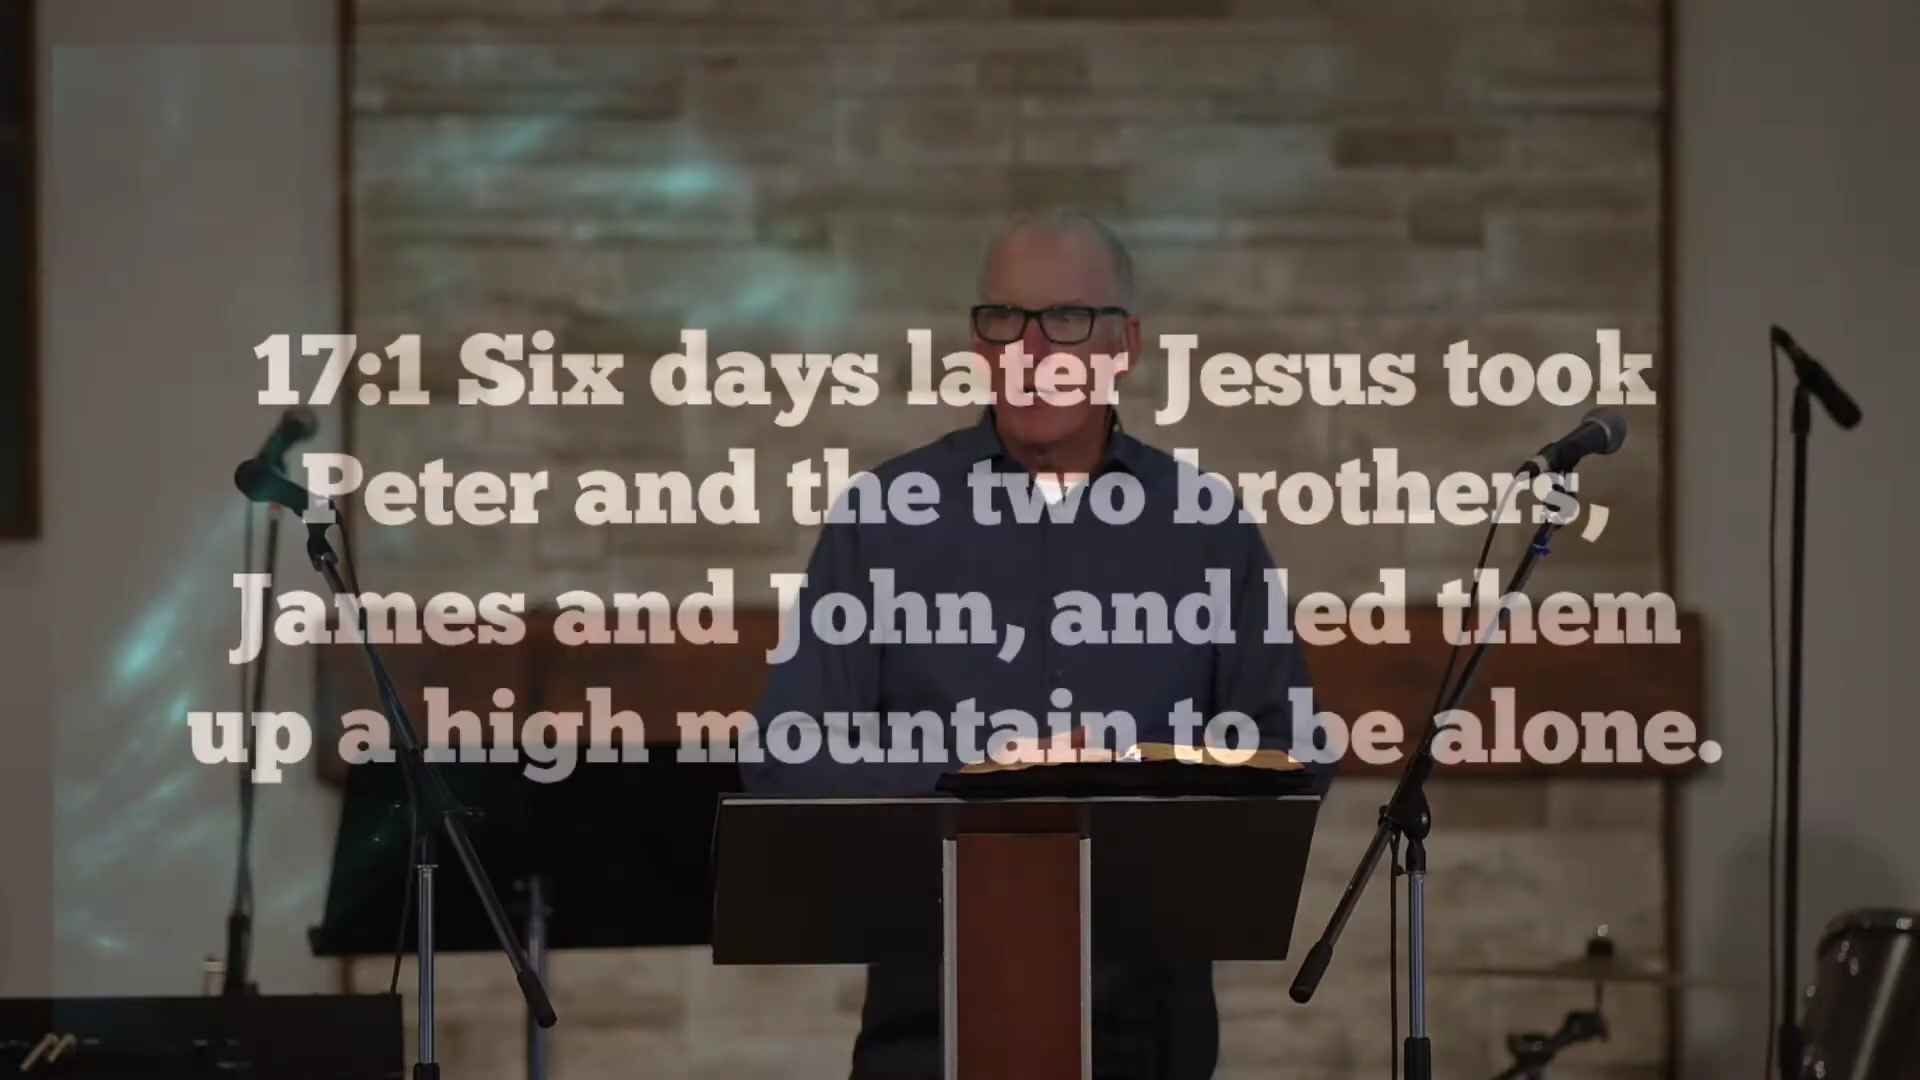 17:1 Six days later Jesus took
Peter and the two brothers,
James and John, and led them
up a high mountain to be alone.